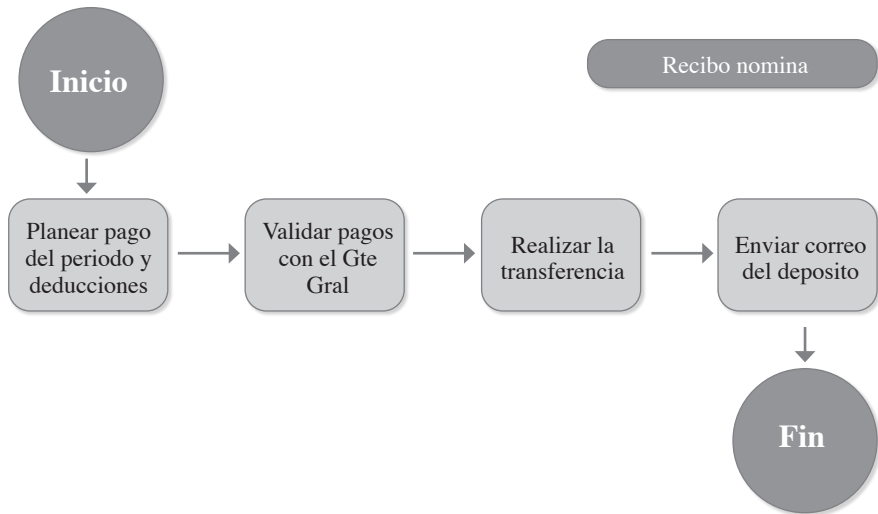 Inicio
Recibo nomina
Planear pago
del periodo y
deducciones
Validar pagos
con el Gte
Gral
Realizar la
transferencia
Enviar correo
del deposito
Fin